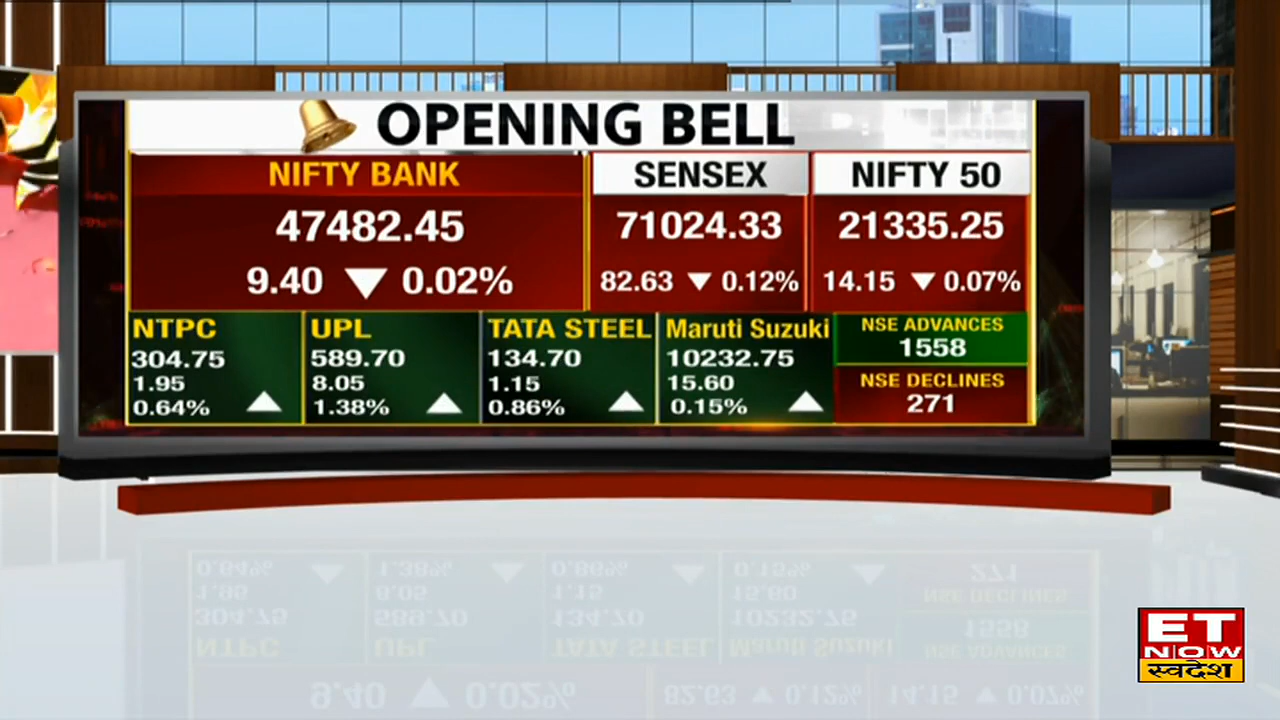 OPENING BELL
NIFTY BANK
47482.45
9.40 ▼ 0.02%
SENSEX
71024.33
82.63 ▼ 0.12%
NIFTY 50
21335.25
14.15 ▼ 0.07%
NTPC
304.75
1.95
0.64% ▲
UPL
589.70
8.05
1.38% ▲
TATA STEEL
134.70
1.15
0.86% ▲
Maruti Suzuki
10232.75
15.60
0.15% ▲
NSE ADVANCES
1558
NSE DECLINES
271
ET
NOW
स्वदेश